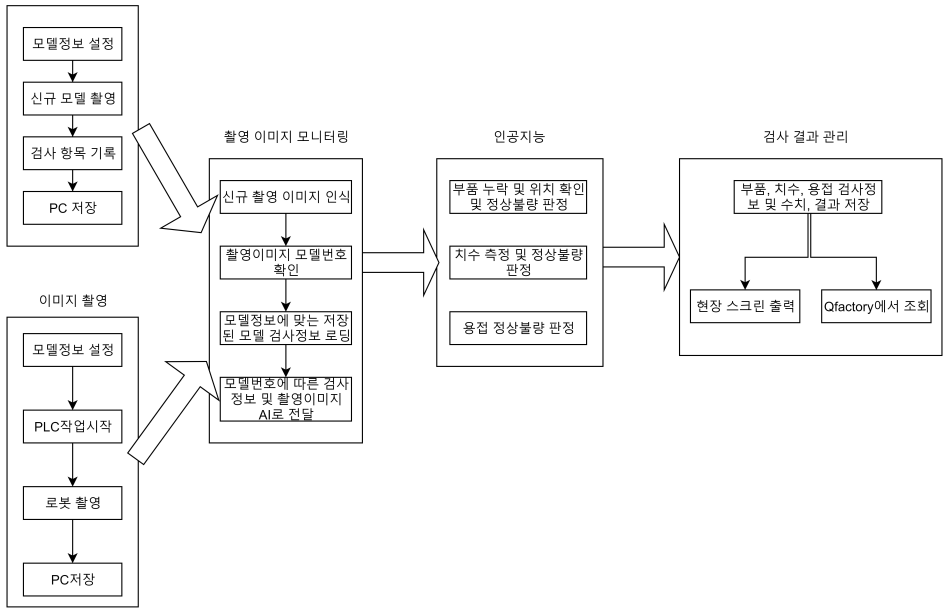 모델정보 설정
신규 모델 촬영
검사 항목 기록
PC 저장
이미지 촬영
모델정보 설정
PLC작업시작
로봇 촬영
PC저장
촬영 이미지 모니터링
신규 촬영 이미지 인식
촬영이미지 모델번호
확인
모델정보에 맞는 저장
된 모델 검사정보 로딩
모델번호에 따른 검사
정보 및 촬영이미지
AI로 전달
인공지능
부품 누락 및 위치 확인
및 정상불량 판정
치수 측정 및 정상불량
판정
용접 정상불량 판정
검사 결과 관리
부품, 치수, 용접 검사정
보 및 수치, 결과 저장
현장 스크린 출력
Qfactory에서 조회